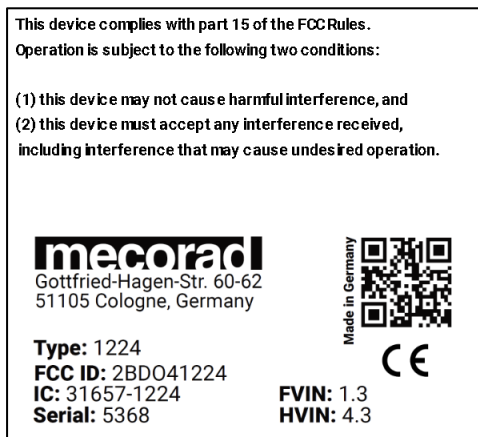 This device complies with part 15 of the FCC Rules.
Operation is subject to the following two conditions:
(1) this device may not cause harmful interference, and
(2) this device must accept any interference received,
including interference that may cause undesired operation.
mecorad
Gottfried-Hagen-Str. 60-62
51105 Cologne, Germany
Made in Germany
CE
Type: 1224
FCC ID: 2BDO41224
IC: 31657-1224
FVIN: 1.3
Serial: 5368
HVIN: 4.3